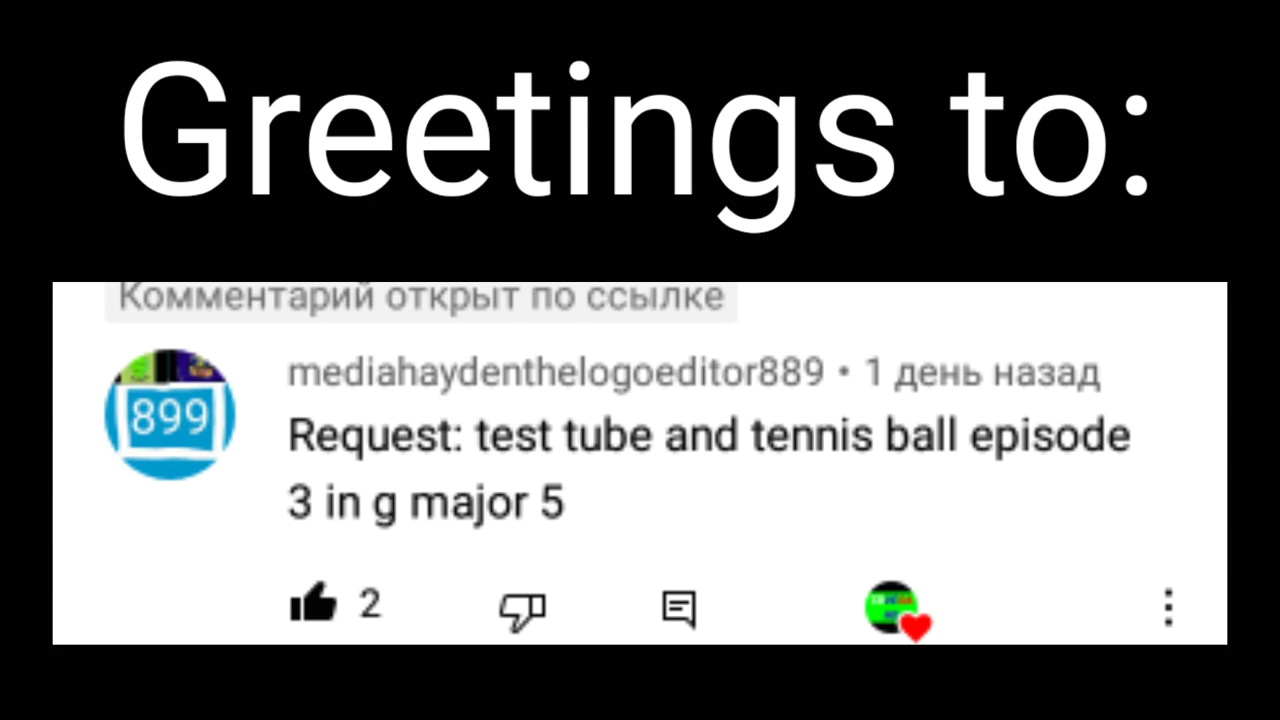 Greetings to:
Комментарий открыт по ссылке
mediahaydenthelogoeditor889 • 1 день назад
899
Request: test tube and tennis ball episode
3 in g major 5
2